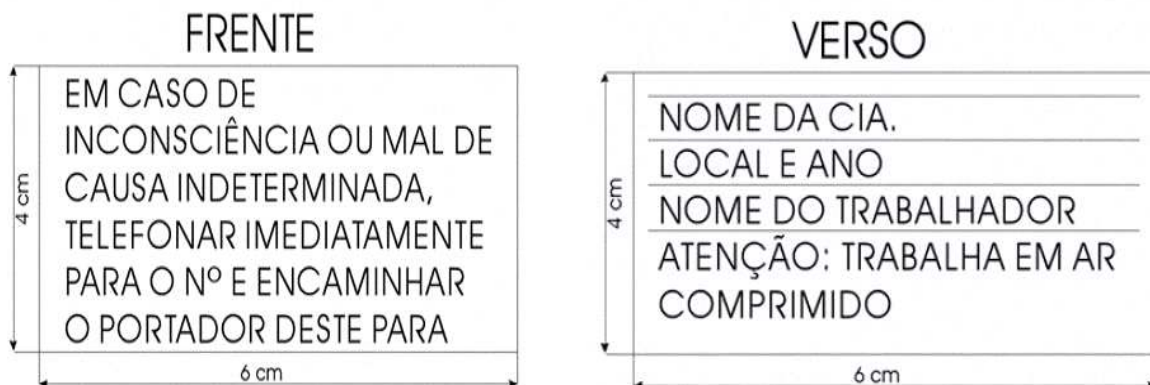 FRENTE
EM CASO DE
INCONSCIÊNCIA OU MAL DE
CAUSA INDETERMINADA,
TELEFONAR IMEDIATAMENTE
PARA O Nº E ENCAMINHAR
O PORTADOR DESTE PARA
4 cm
6 cm
VERSO
NOME DA CIA.
LOCAL E ANO
NOME DO TRABALHADOR
ATENÇÃO: TRABALHA EM AR
COMPRIMIDO
4 cm
6 cm